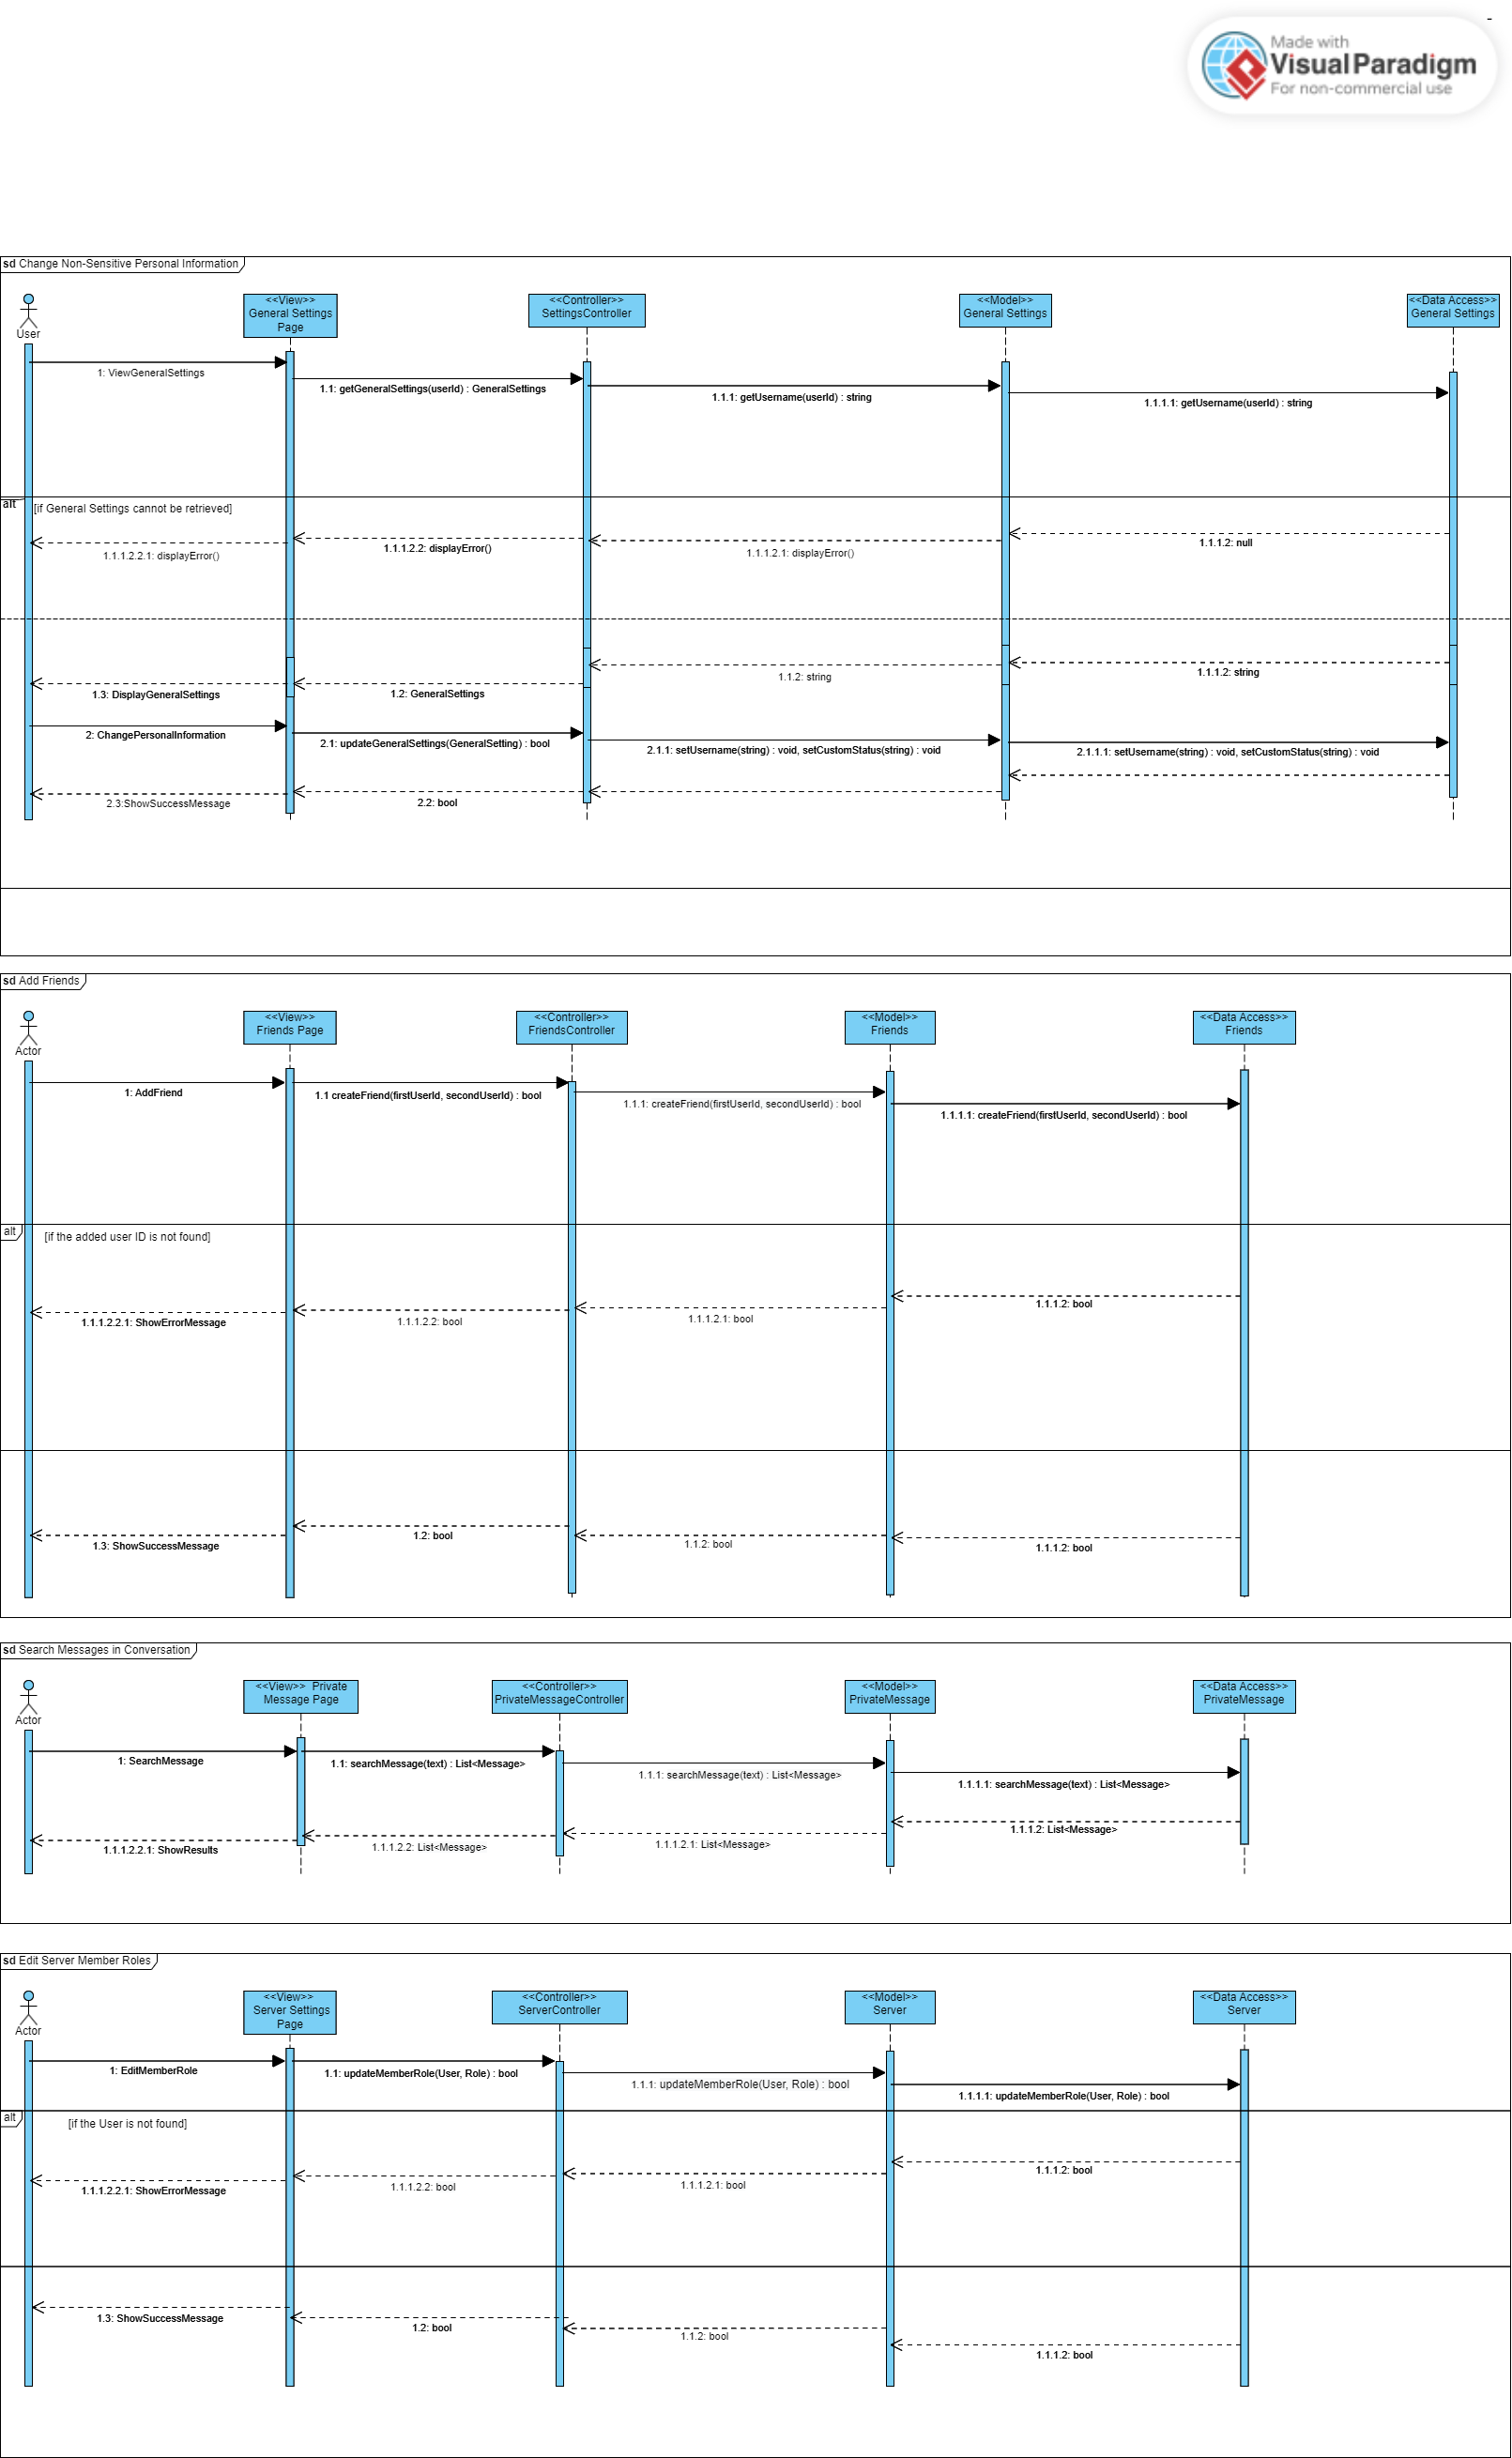 -
Made with
Visual Paradigm
For non-commercial use
sd Change Non-Sensitive Personal Information
User
<<View>>
General Settings
Page
<<Controller>>
SettingsController
<<Model>>
General Settings
<<Data Access>>
General Settings
1: ViewGeneralSettings
1.1: getGeneralSettings(userId) : GeneralSettings
1.1.1: getUsername(userId) : string
1.1.1.1: getUsername(userId) : string
alt
[if General Settings cannot be retrieved]
1.1.1.2.2.1: displayError()
1.1.1.2.2: displayError()
1.1.1.2.1: displayError()
1.1.1.2: null
1.3: DisplayGeneralSettings
1.2: GeneralSettings
1.1.2: string
1.1.1.2: string
2: ChangePersonalInformation
2.1: updateGeneralSettings(GeneralSetting) : bool
2.1.1: setUsername(string) : void, setCustomStatus(string) : void
2.1.1.1: setUsername(string) : void, setCustomStatus(string) : void
2.3:ShowSuccessMessage
2.2: bool
sd Add Friends
Actor
<<View>>
Friends Page
<<Controller>>
FriendsController
<<Model>>
Friends
<<Data Access>>
Friends
1: AddFriend
1.1 createFriend(firstUserId, secondUserId) : bool
1.1.1: createFriend(firstUserId, secondUserId) : bool
1.1.1.1: createFriend(firstUserId, secondUserId) : bool
alt
[if the added user ID is not found]
1.1.1.2.2.1: ShowErrorMessage
1.1.1.2.2: bool
1.1.1.2.1: bool
1.1.1.2: bool
1.3: ShowSuccessMessage
1.2: bool
1.1.2: bool
1.1.1.2: bool
sd Search Messages in Conversation
Actor
<<View>> Private
Message Page
<<Controller>>
PrivateMessageController
<<Model>>
PrivateMessage
<<Data Access>>
PrivateMessage
1: SearchMessage
1.1: searchMessage(text) : List<Message>
1.1.1: searchMessage(text) : List<Message>
1.1.1.1: searchMessage(text) : List<Message>
1.1.1.2.2.1: ShowResults
1.1.1.2.2: List<Message>
1.1.1.2.1: List<Message>
1.1.1.2: List<Message>
sd Edit Server Member Roles
Actor
<<View>>
Server Settings
Page
<<Controller>>
ServerController
<<Model>>
Server
<<Data Access>>
Server
1: EditMemberRole
1.1: updateMemberRole(User, Role) : bool
1.1.1: updateMemberRole(User, Role) : bool
1.1.1.1: updateMemberRole(User, Role) : bool
alt
[if the User is not found]
1.1.1.2.2.1: ShowErrorMessage
1.1.1.2.2: bool
1.1.1.2.1: bool
1.1.1.2: bool
1.3: ShowSuccessMessage
1.2: bool
1.1.2: bool
1.1.1.2: bool